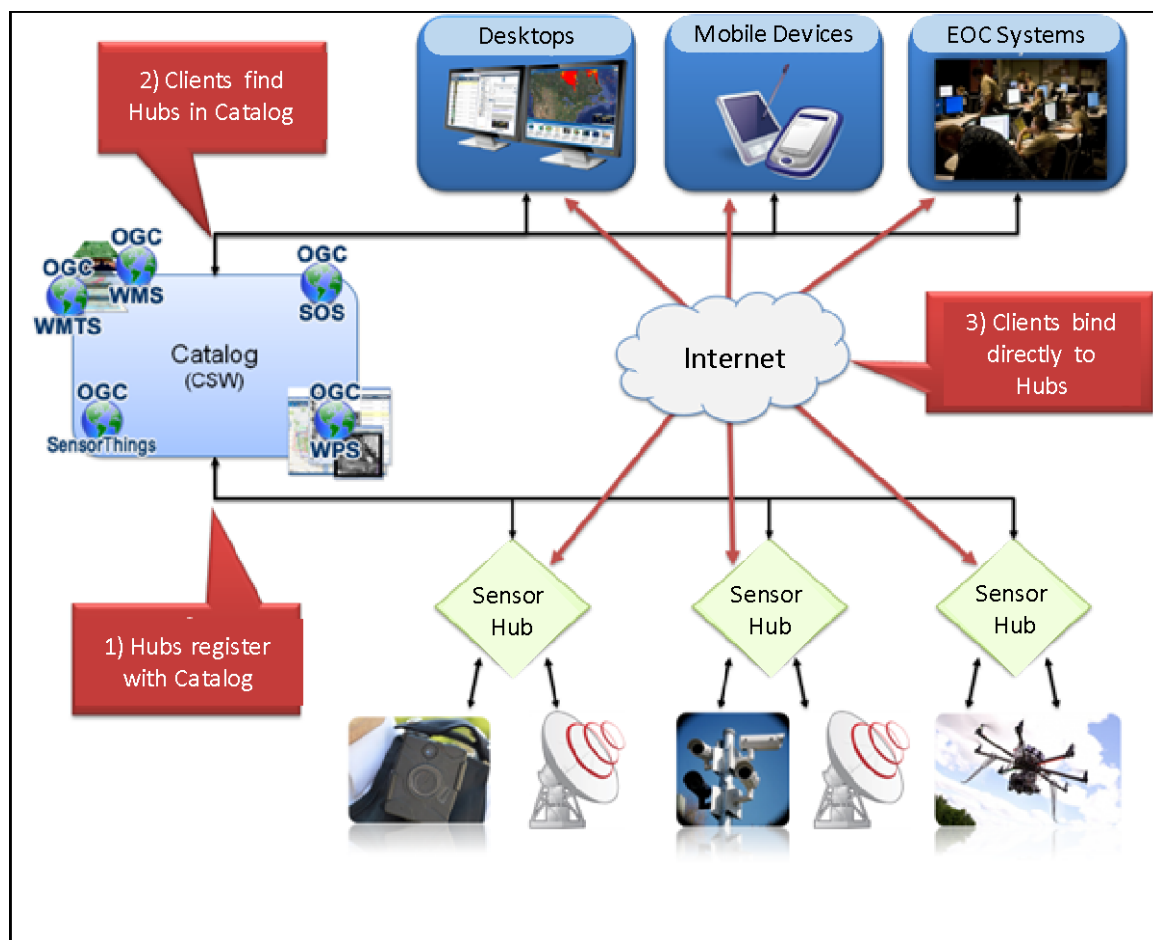 Desktops
Mobile Devices
EOC Systems
2) Clients find
Hubs in Catalog
OGC
WMS
OGC
WMTS
OGC
SOS
Catalog
(CSW)
OGC
SensorThings
OGC
WPS
Internet
3) Clients bind
directly to
Hubs
Sensor
Hub
Sensor
Hub
Sensor
Hub
1) Hubs register
with Catalog